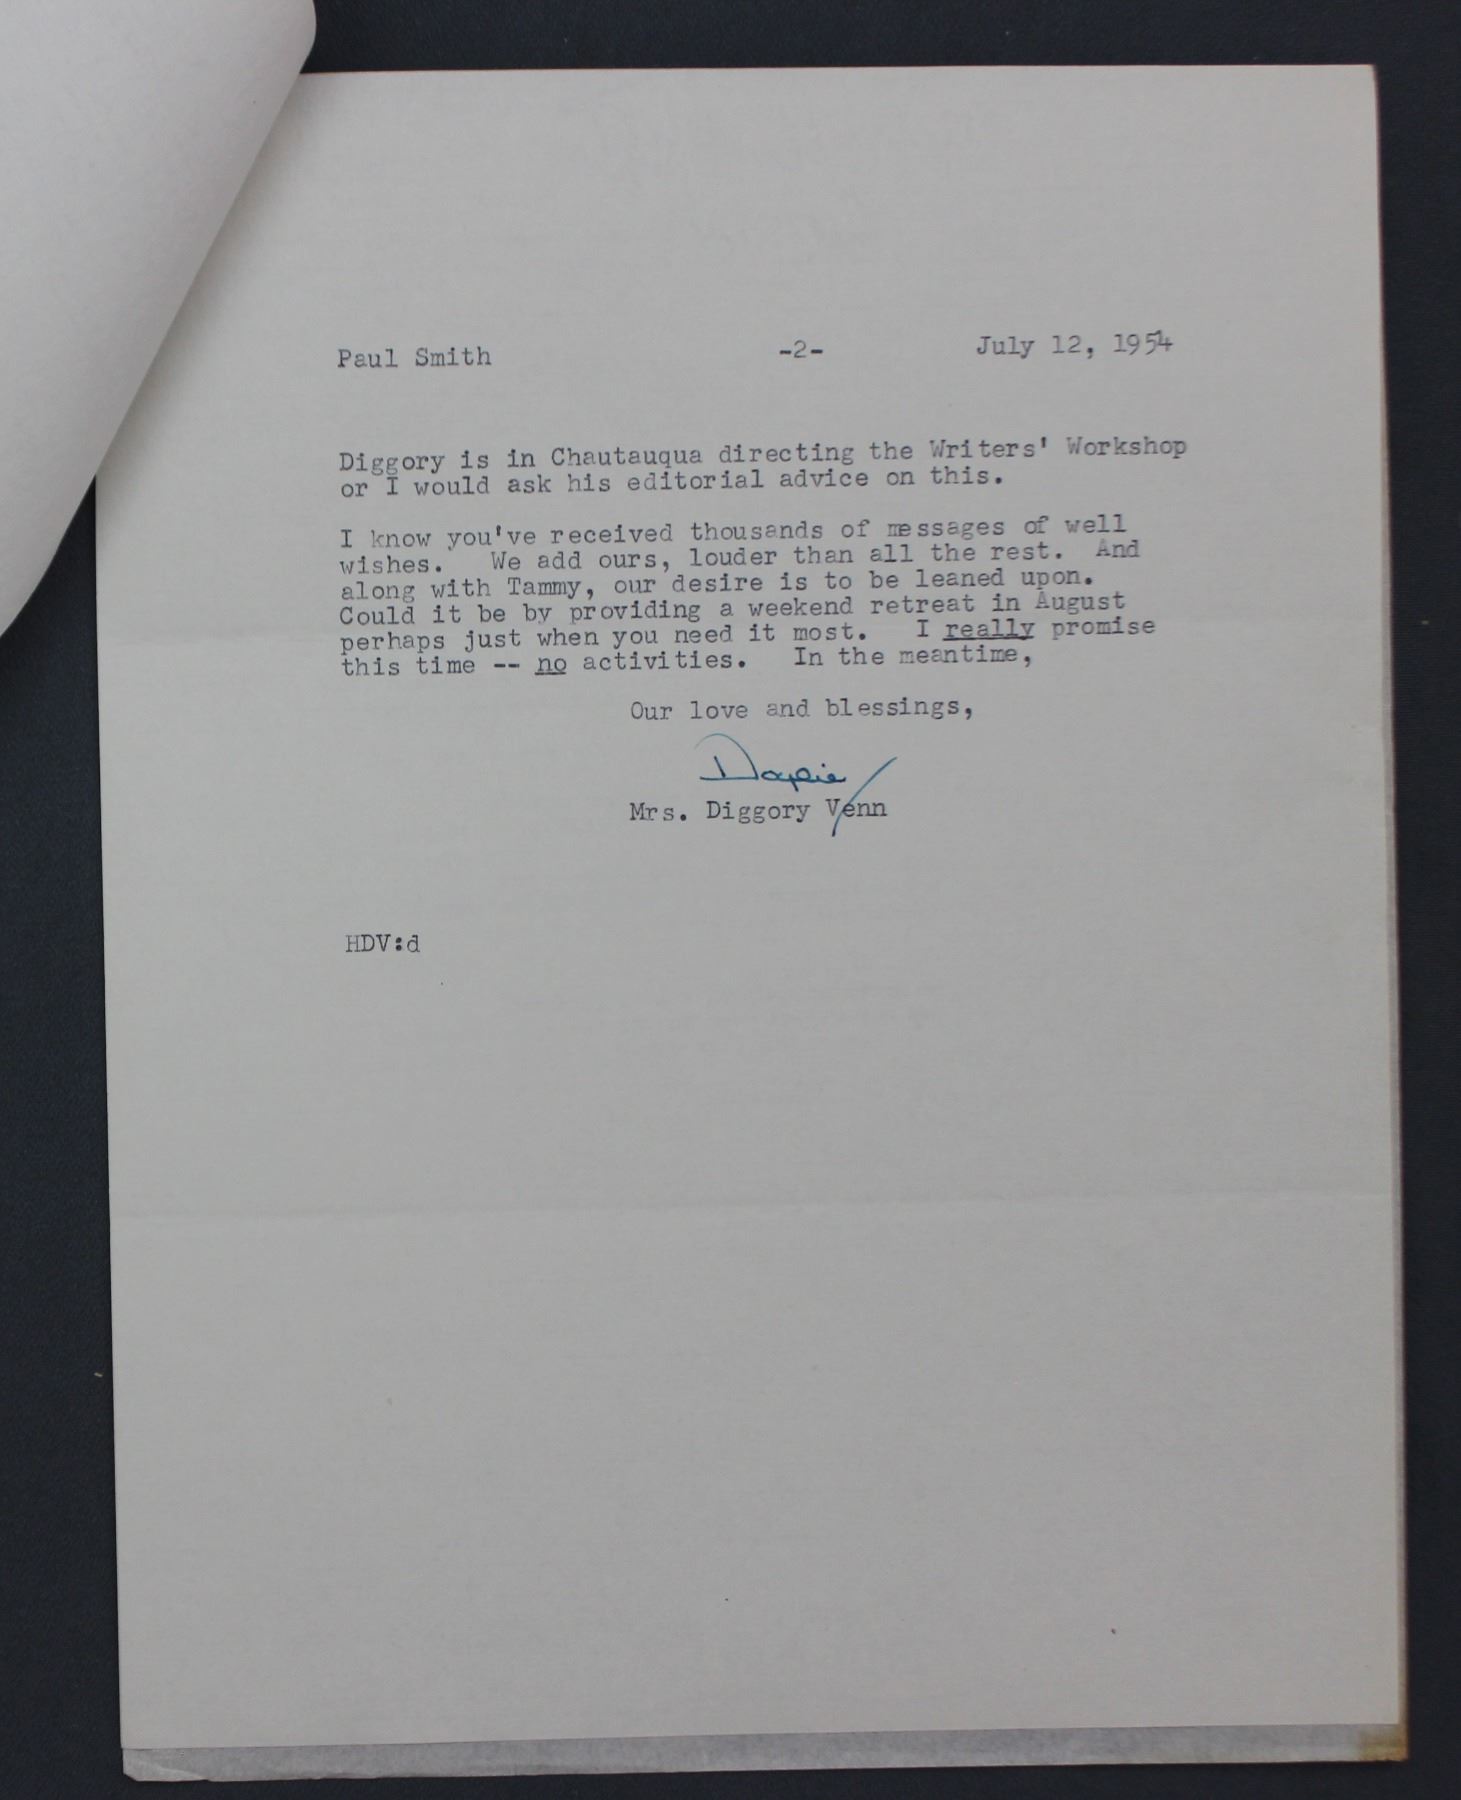 Paul Smith -2- July 12, 1954
Diggory is in Chautauqua directing the Writers' Workshop
or I would ask his editorial advice on this.
I know you've received thousands of messages of well
wishes. We add ours, louder than all the rest. And
along with Tammy, our desire is to be leaned upon.
Could it be by providing a weekend retreat in August
perhaps just when you need it most. I really promise
this time -- no activities. In the meantime,
Our love and blessings,
Mrs. Diggory Venn
HDV:d